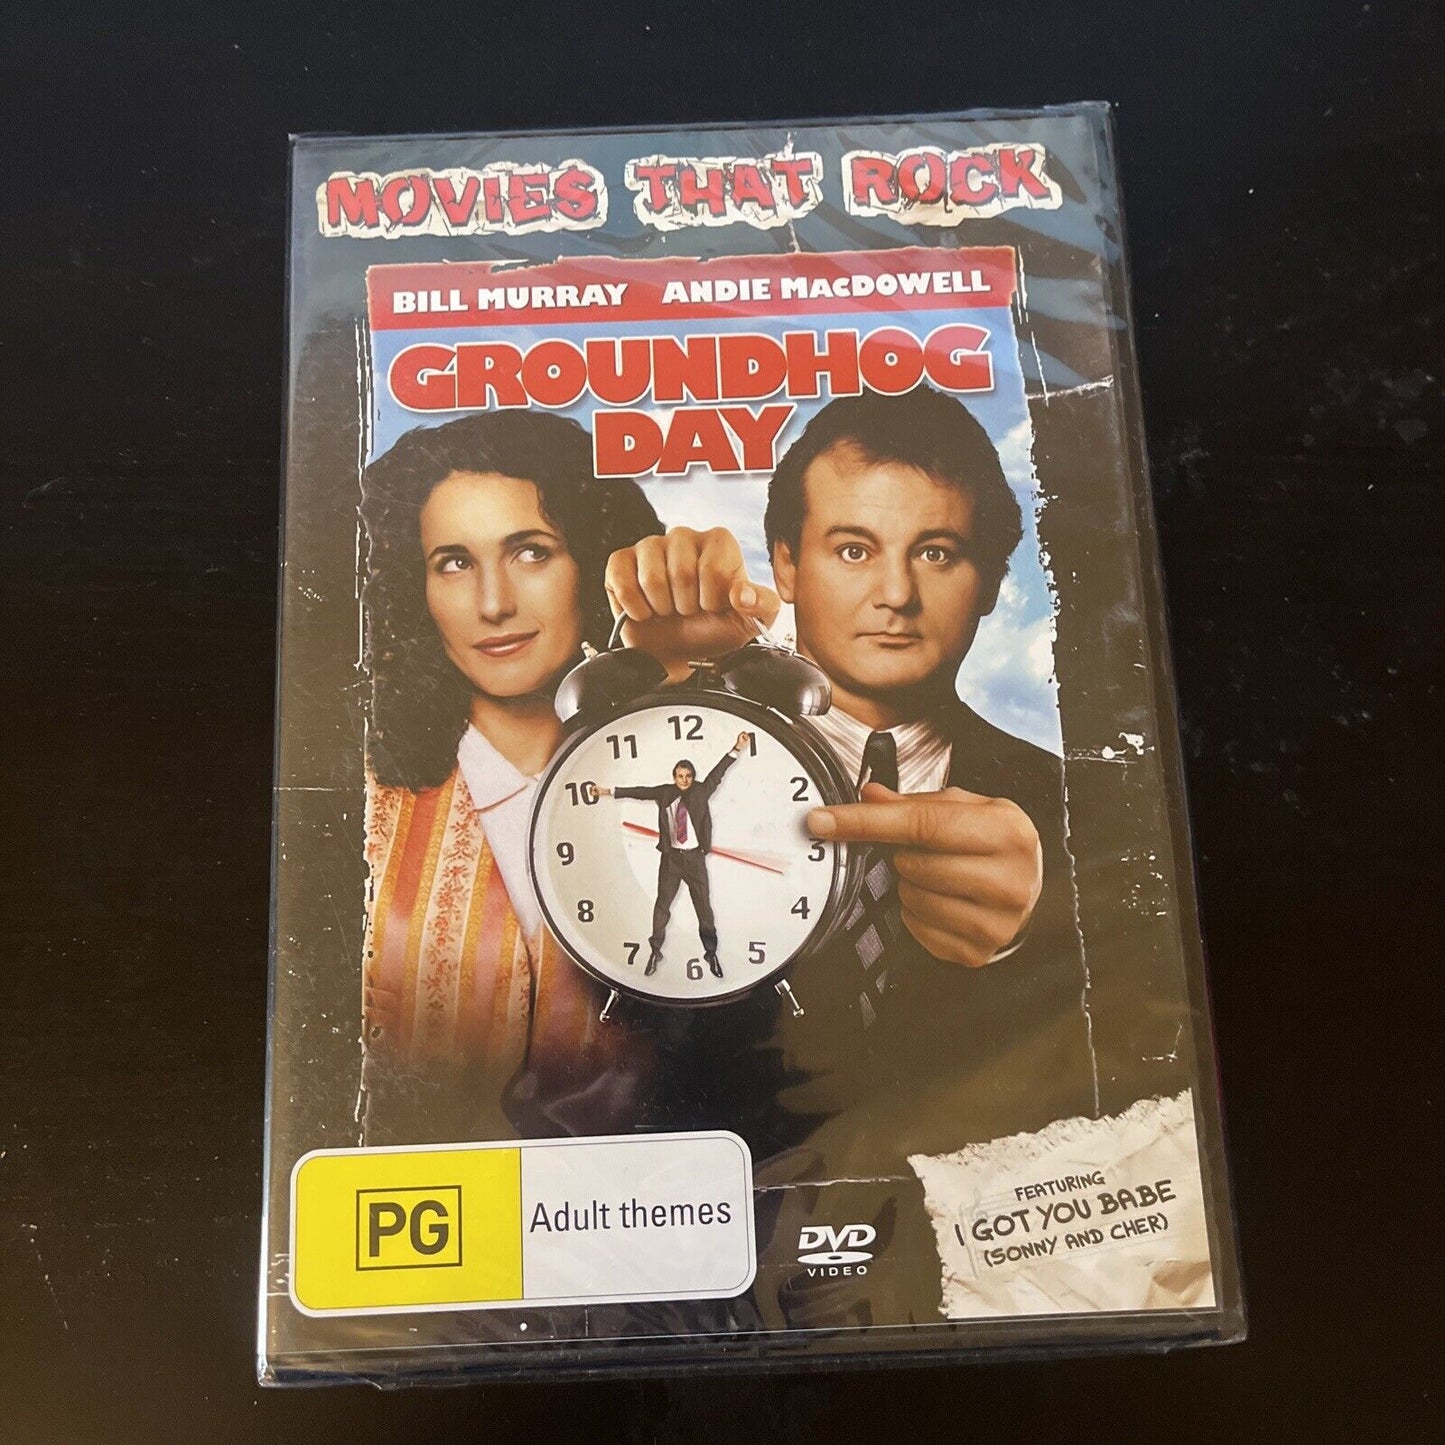 MOVIES THAT ROCK
BILL MURRAY ANDIE MACDOWELL
GROUNDHOG
DAY
12
11 1
10 2
9 3
8 4
7 5
6
PG Adult themes
DVD
VIDEO
FEATURING
I GOT YOU BABE
(SONNY AND CHER)